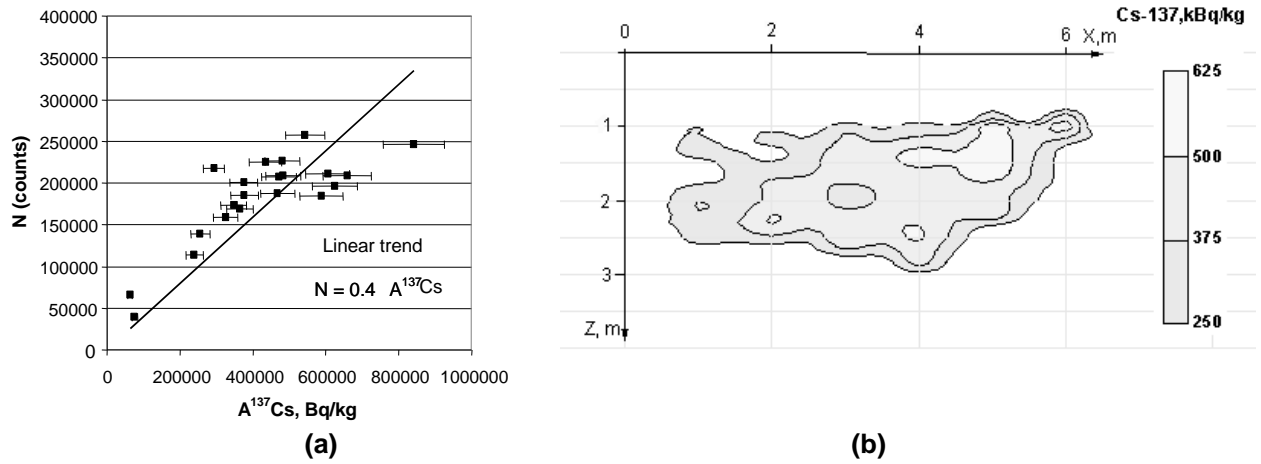 400000
350000
300000
250000
200000
150000
100000
50000
0
N (counts)
Linear trend
N = 0.4 A¹³⁷Cs
0 200000 400000 600000 800000 1000000
A¹³⁷Cs, Bq/kg
(a)
Cs-137,kBq/kg
0 2 4 6 X,m
1
2
3
Z, m
625
500
375
250
(b)